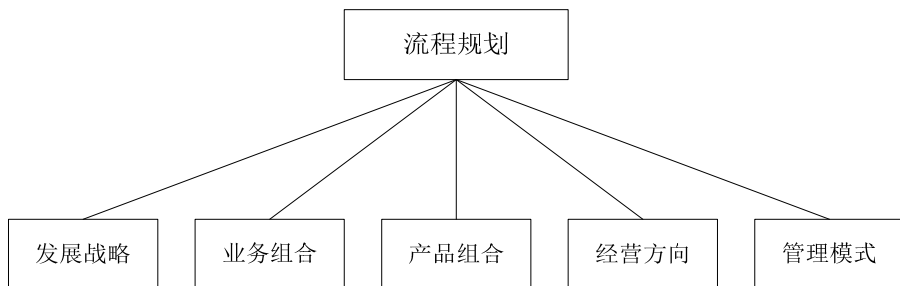 流程规划
发展战略
业务组合
产品组合
经营方向
管理模式